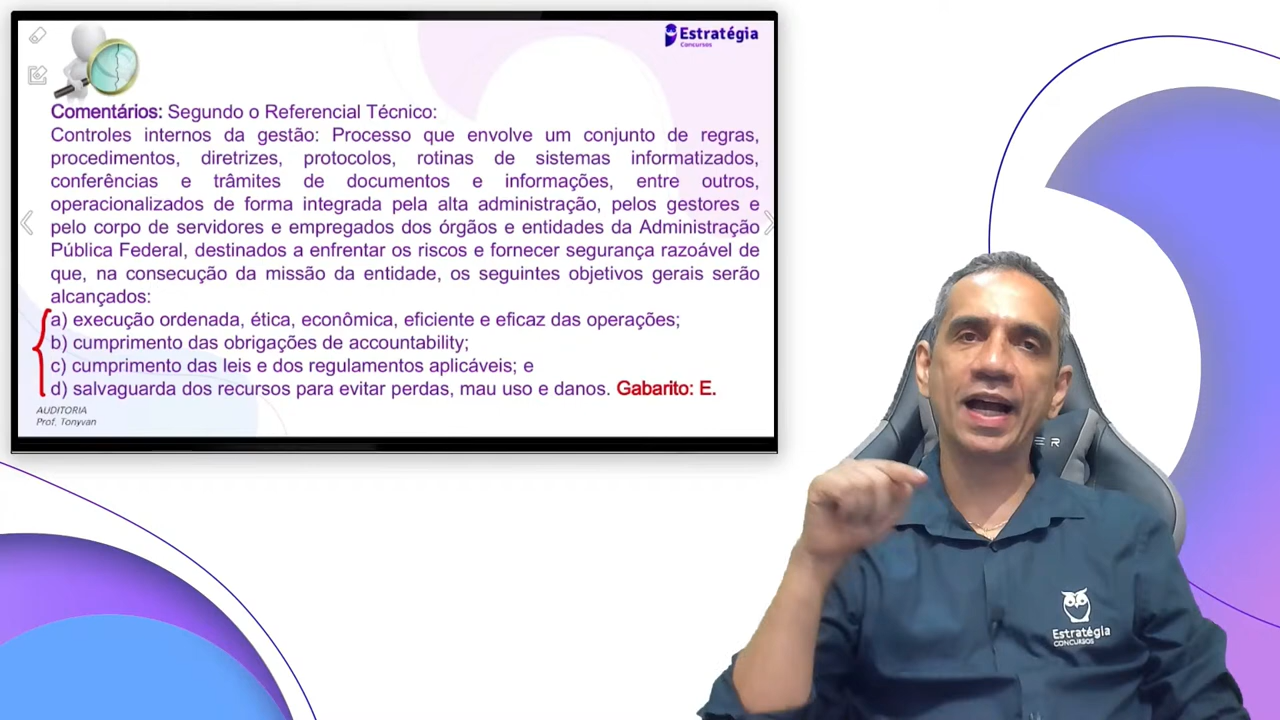 Estratégia
Concursos
Comentários: Segundo o Referencial Técnico:
Controles internos da gestão: Processo que envolve um conjunto de regras,
procedimentos, diretrizes, protocolos, rotinas de sistemas informatizados,
conferências e trâmites de documentos e informações, entre outros,
operacionalizados de forma integrada pela alta administração, pelos gestores e
pelo corpo de servidores e empregados dos órgãos e entidades da Administração
Pública Federal, destinados a enfrentar os riscos e fornecer segurança razoável de
que, na consecução da missão da entidade, os seguintes objetivos gerais serão
alcançados:
a) execução ordenada, ética, econômica, eficiente e eficaz das operações;
b) cumprimento das obrigações de accountability;
c) cumprimento das leis e dos regulamentos aplicáveis; e
d) salvaguarda dos recursos para evitar perdas, mau uso e danos. Gabarito: E.
AUDITORIA
Prof. Tonyvan
E R
Estratégia
CONCURSOS